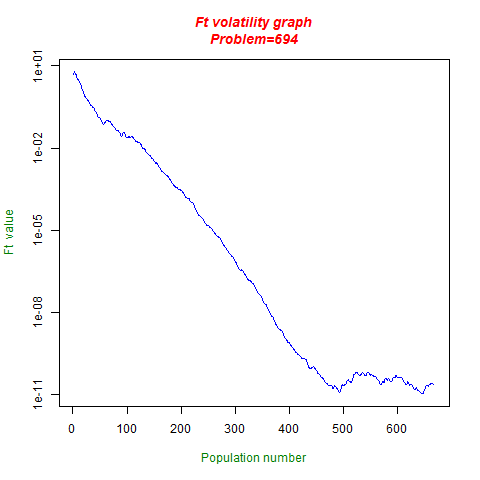 Ft volatility graph
Problem=694
1e+01
1e-02
1e-05
1e-08
1e-11
Ft value
0 100 200 300 400 500 600
Population number